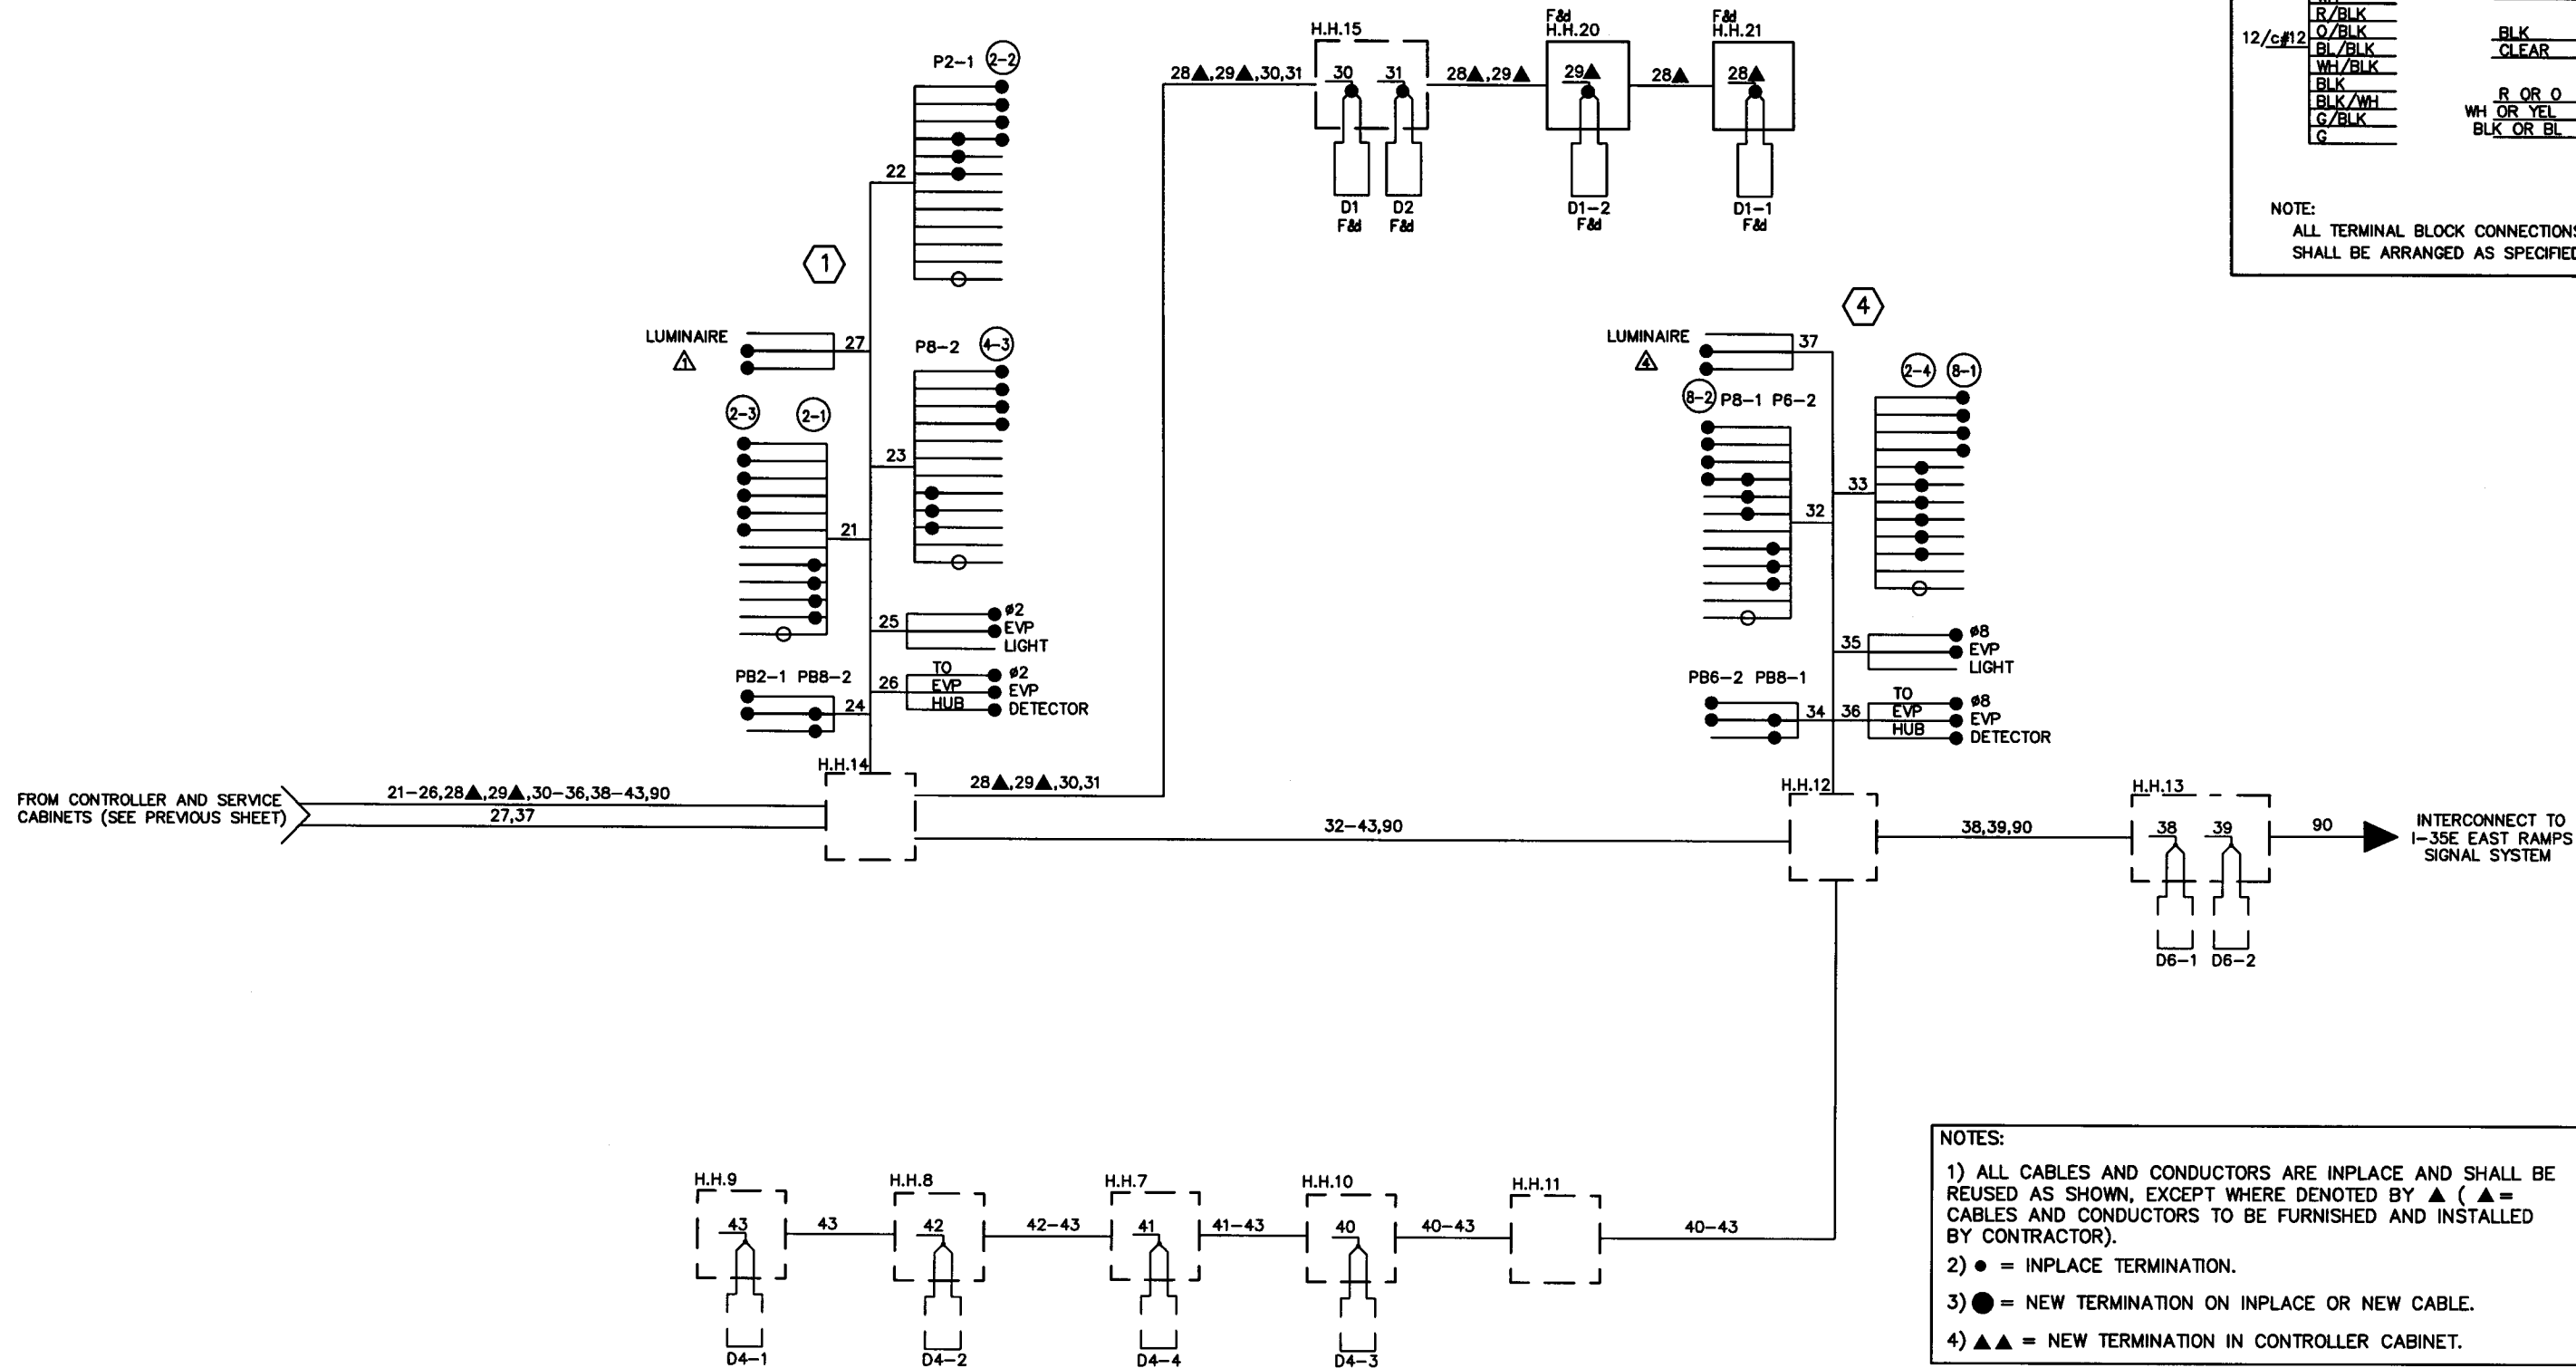 P2-1 2-2
22
1
LUMINAIRE
1
27
P8-2 4-3
23
2-3 2-1
21
25
ø2
EVP
LIGHT
26
TO
EVP
HUB
ø2
EVP
DETECTOR
PB2-1 PB8-2
24
H.H.14
FROM CONTROLLER AND SERVICE
CABINETS (SEE PREVIOUS SHEET)
21-26,28▲,29▲,30-36,38-43,90
27,37
28▲,29▲,30,31
32-43,90
28▲,29▲,30,31
H.H.15
30 31
D1
F&d
D2
F&d
28▲,29▲
F&d
H.H.20
29▲
D1-2
F&d
28▲
F&d
H.H.21
28▲
D1-1
F&d
12/c#12
R/BLK
O/BLK
BL/BLK
WH/BLK
BLK
BLK/WH
G/BLK
G
BLK
CLEAR
R OR O
WH OR YEL
BLK OR BL
NOTE:
ALL TERMINAL BLOCK CONNECTIONS
SHALL BE ARRANGED AS SPECIFIED
4
LUMINAIRE
4
37
8-2 P8-1 P6-2
32
2-4 8-1
33
35
ø8
EVP
LIGHT
PB6-2 PB8-1
34
36
TO
EVP
HUB
ø8
EVP
DETECTOR
H.H.12
38,39,90
H.H.13
38 39
D6-1 D6-2
90
INTERCONNECT TO
I-35E EAST RAMPS
SIGNAL SYSTEM
H.H.9
43
D4-1
43
H.H.8
42
D4-2
42-43
H.H.7
41
D4-4
41-43
H.H.10
40
D4-3
40-43
H.H.11
40-43
NOTES:
1) ALL CABLES AND CONDUCTORS ARE INPLACE AND SHALL BE
REUSED AS SHOWN, EXCEPT WHERE DENOTED BY ▲ ( ▲=
CABLES AND CONDUCTORS TO BE FURNISHED AND INSTALLED
BY CONTRACTOR).
2) ● = INPLACE TERMINATION.
3) ● = NEW TERMINATION ON INPLACE OR NEW CABLE.
4) ▲▲ = NEW TERMINATION IN CONTROLLER CABINET.